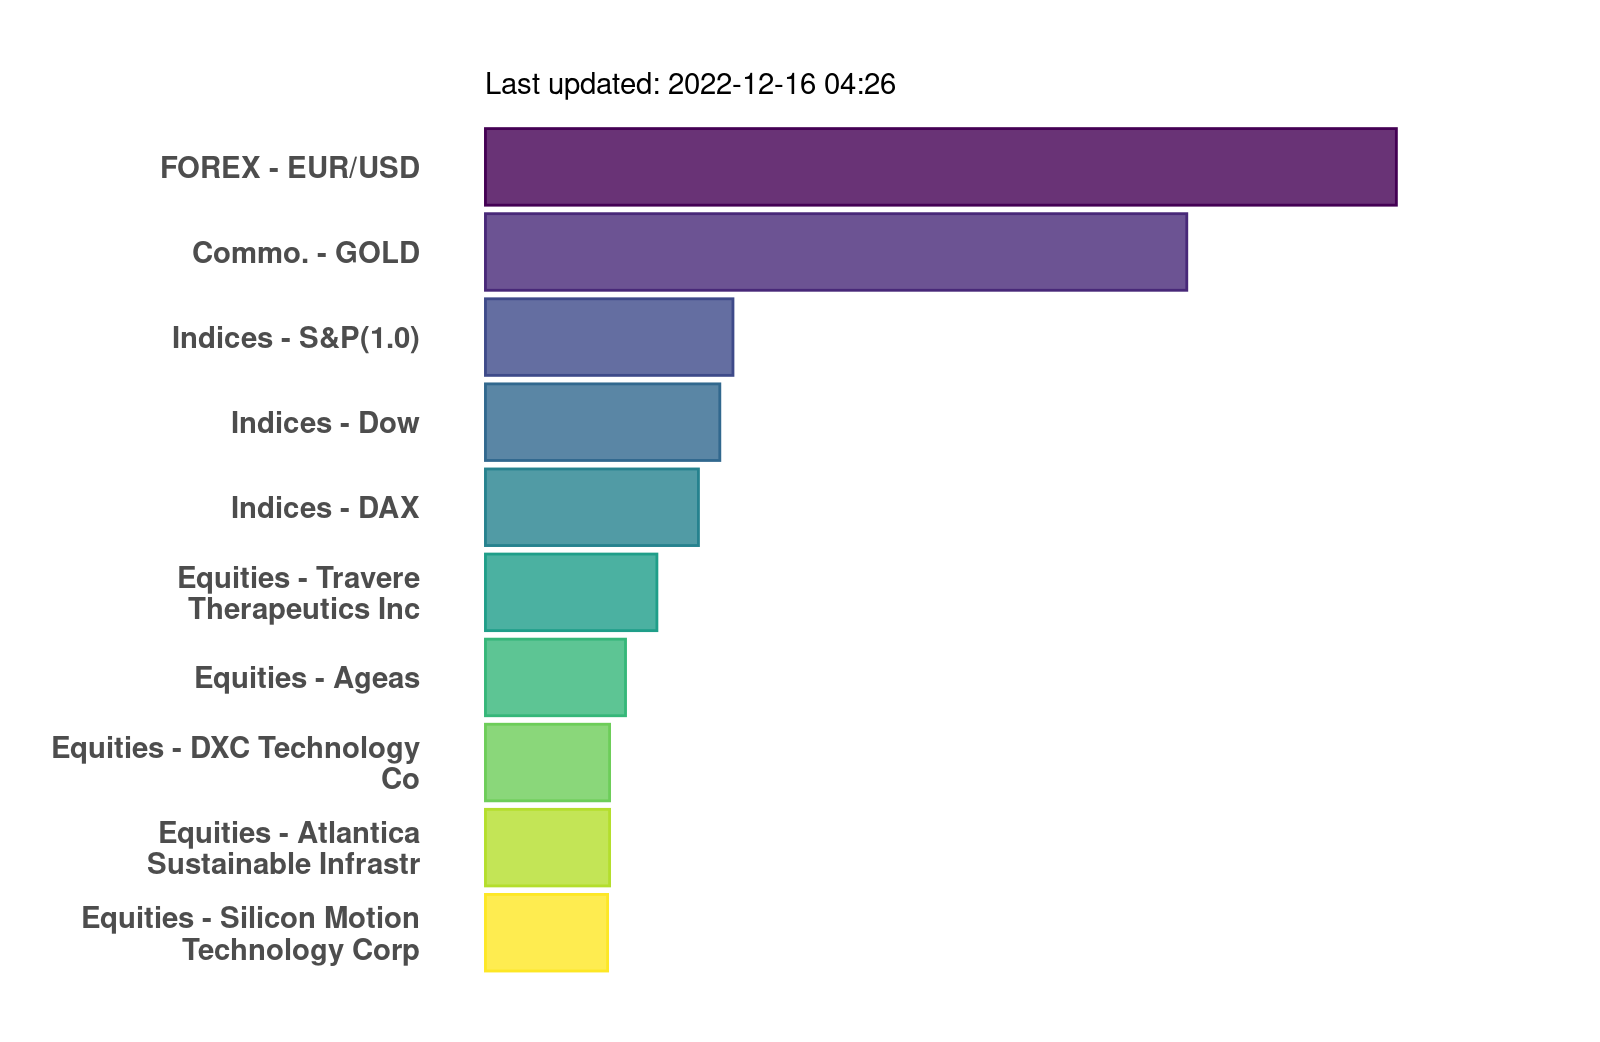 Last updated: 2022-12-16 04:26
FOREX - EUR/USD
Commo. - GOLD
Indices - S&P(1.0)
Indices - Dow
Indices - DAX
Equities - Travere
Therapeutics Inc
Equities - Ageas
Equities - DXC Technology
Co
Equities - Atlantica
Sustainable Infrastr
Equities - Silicon Motion
Technology Corp